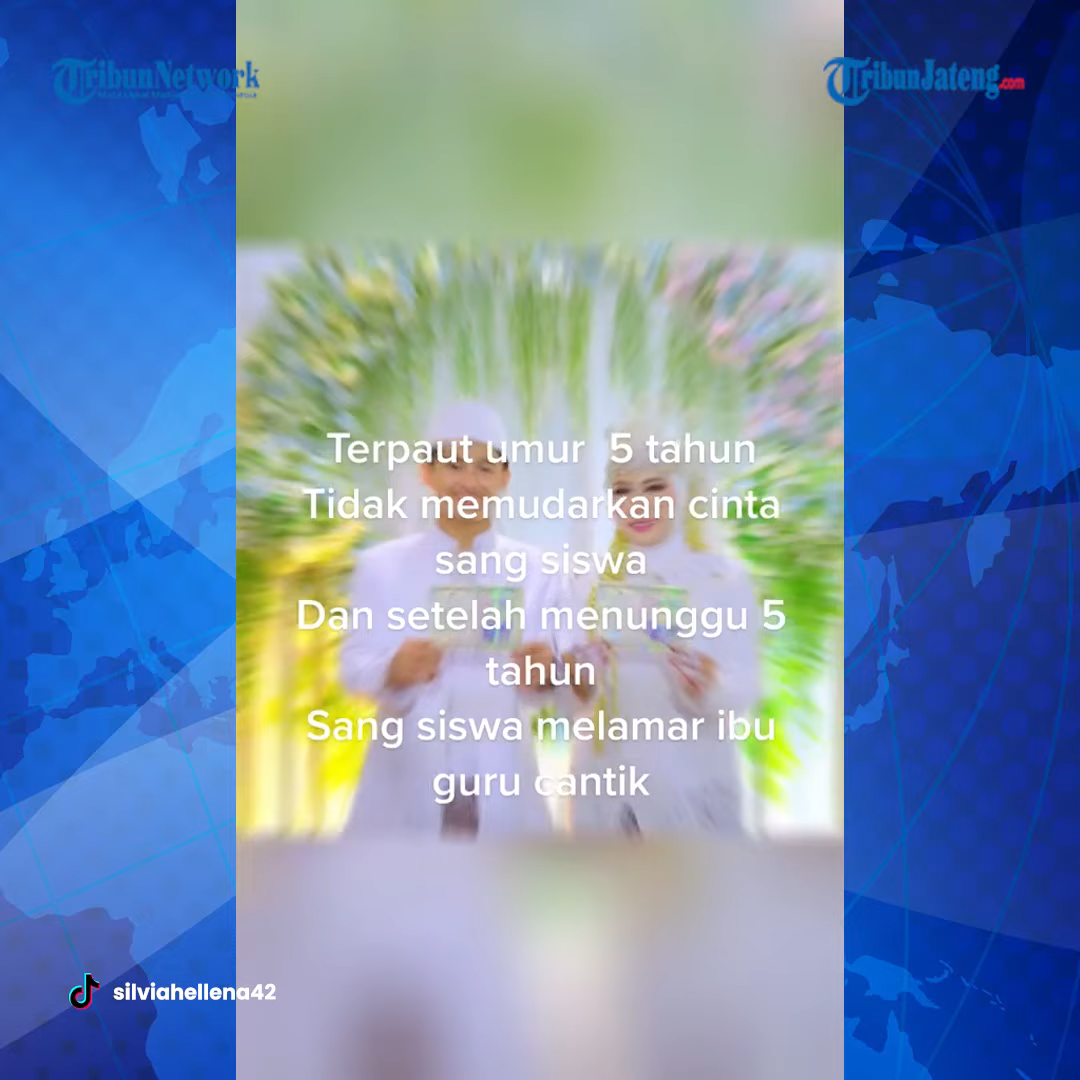 TribunNetwork
TribunJateng.com
Terpaut umur 5 tahun
Tidak memudarkan cinta
sang siswa
Dan setelah menunggu 5
tahun
Sang siswa melamar ibu
guru cantik
silviahellena42